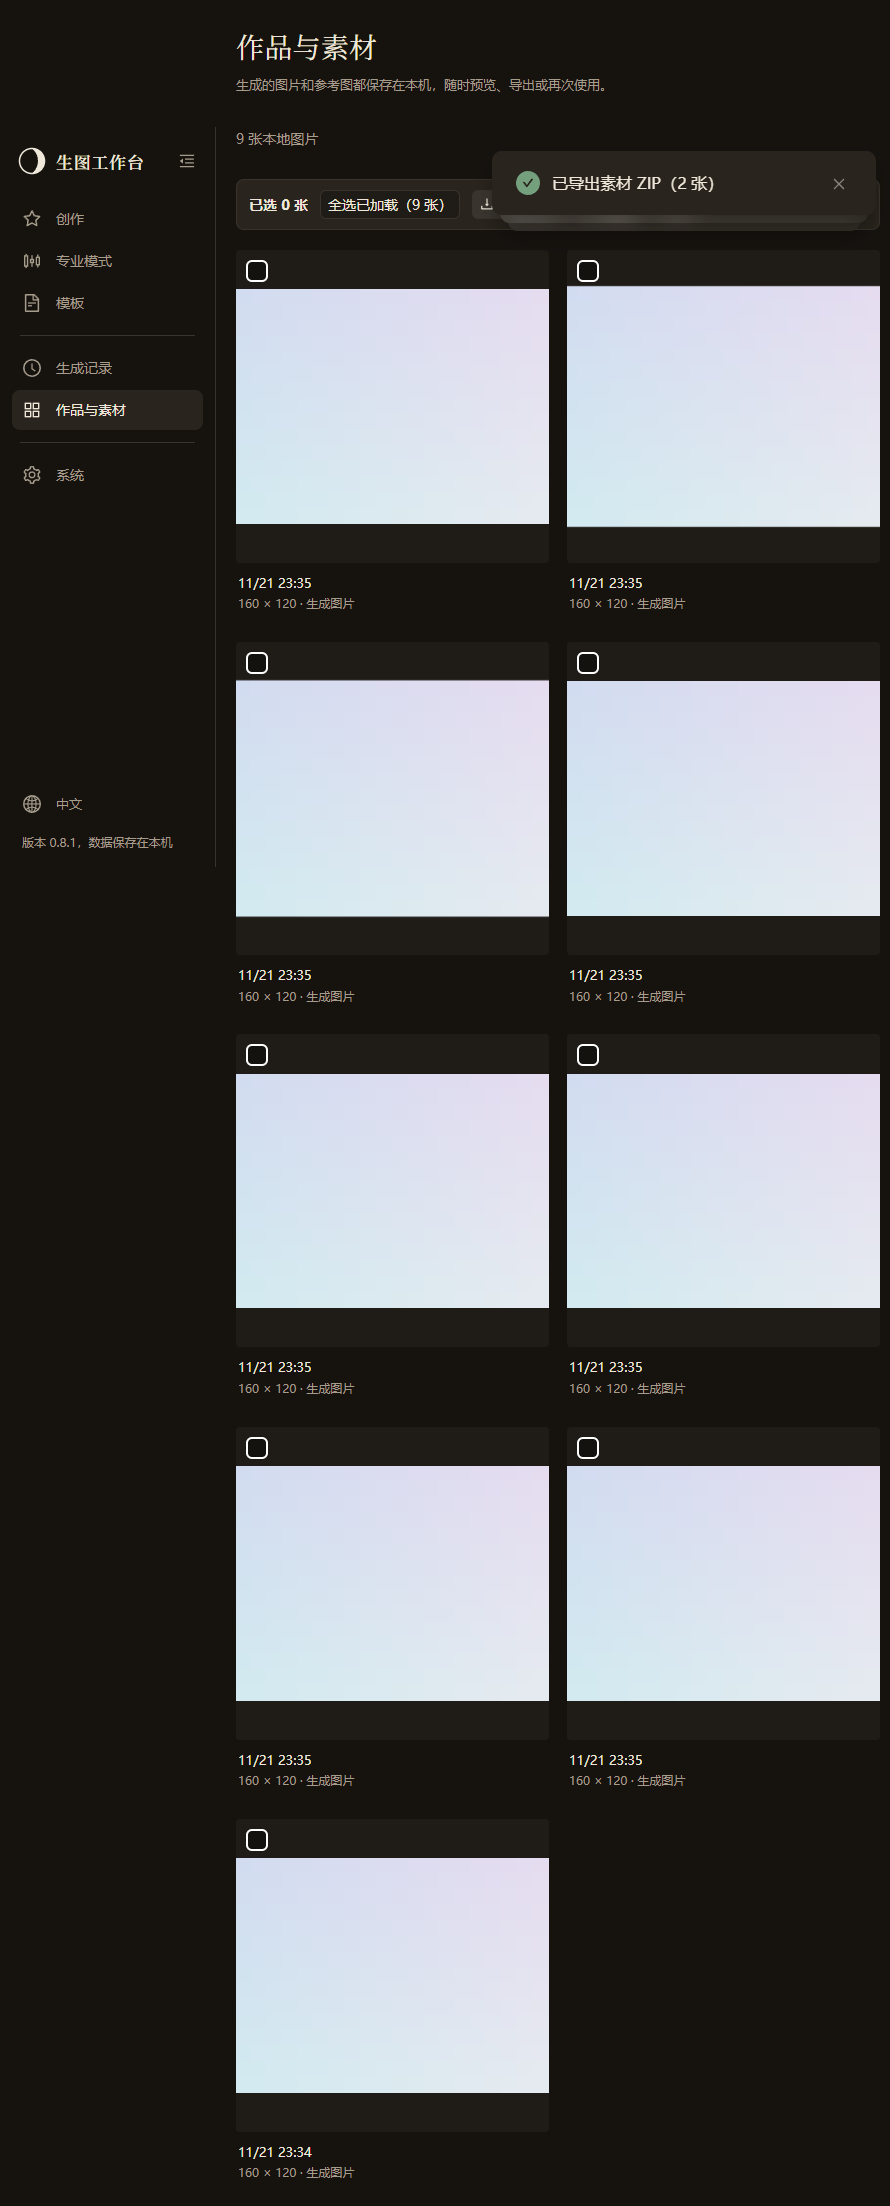 作品与素材
生成的图片和参考图都保存在本机，随时预览、导出或再次使用。
生图工作台
创作
专业模式
模板
生成记录
作品与素材
系统
中文
版本 0.8.1，数据保存在本机
9 张本地图片
已导出素材 ZIP（2 张）
已选 0 张
全选已加载（9 张）
11/21 23:35
160 × 120 · 生成图片
11/21 23:35
160 × 120 · 生成图片
11/21 23:35
160 × 120 · 生成图片
11/21 23:35
160 × 120 · 生成图片
11/21 23:35
160 × 120 · 生成图片
11/21 23:35
160 × 120 · 生成图片
11/21 23:35
160 × 120 · 生成图片
11/21 23:35
160 × 120 · 生成图片
11/21 23:34
160 × 120 · 生成图片